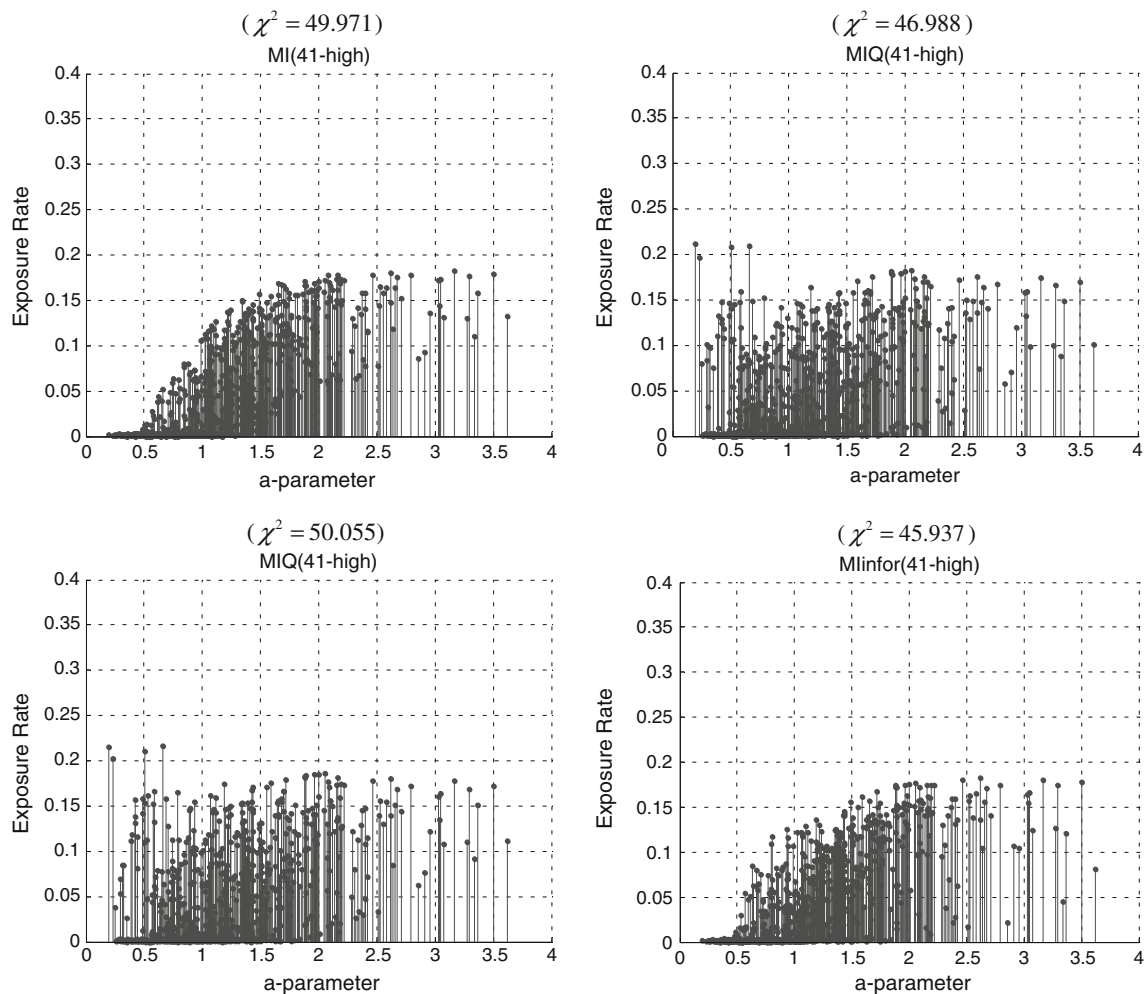 (χ² = 49.971)
MI(41-high)
0.4
0.35
0.3
0.25
0.2
0.15
0.1
0.05
0
Exposure Rate
0 0.5 1 1.5 2 2.5 3 3.5 4
a-parameter
(χ² = 46.988)
MIQ(41-high)
0.4
0.35
0.3
0.25
0.2
0.15
0.1
0.05
0
Exposure Rate
0 0.5 1 1.5 2 2.5 3 3.5 4
a-parameter
(χ² = 50.055)
MIQ(41-high)
0.4
0.35
0.3
0.25
0.2
0.15
0.1
0.05
0
Exposure Rate
0 0.5 1 1.5 2 2.5 3 3.5 4
a-parameter
(χ² = 45.937)
MIinfor(41-high)
0.4
0.35
0.3
0.25
0.2
0.15
0.1
0.05
0
Exposure Rate
0 0.5 1 1.5 2 2.5 3 3.5 4
a-parameter